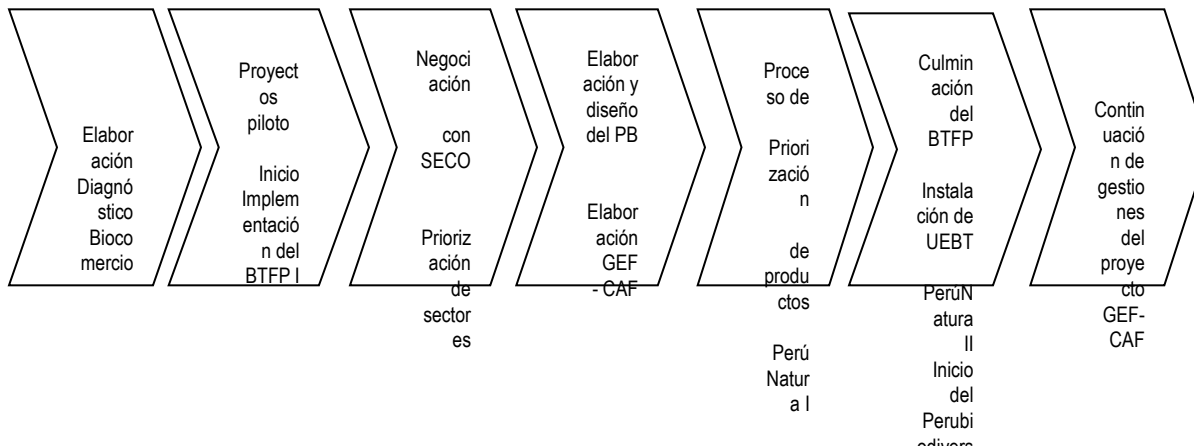 Elabor
ación
Diagnó
stico
Bioco
mercio
Proyect
os
piloto
Inicio
Implem
entació
n del
BTFP I
Negoci
ación
con
SECO
Prioriz
ación
de
sector
es
Elabor
ación y
diseño
del PB
Elabor
ación
GEF
- CAF
Proce
so de
Priori
zació
n
de
produ
ctos
Perú
Natur
a I
Culmin
ación
del
BTFP
Instala
ción de
UEBT
PerúN
atura
II
Inicio
del
Perubi
odivers
Contin
uació
n de
gestio
nes
del
proye
cto
GEF-
CAF